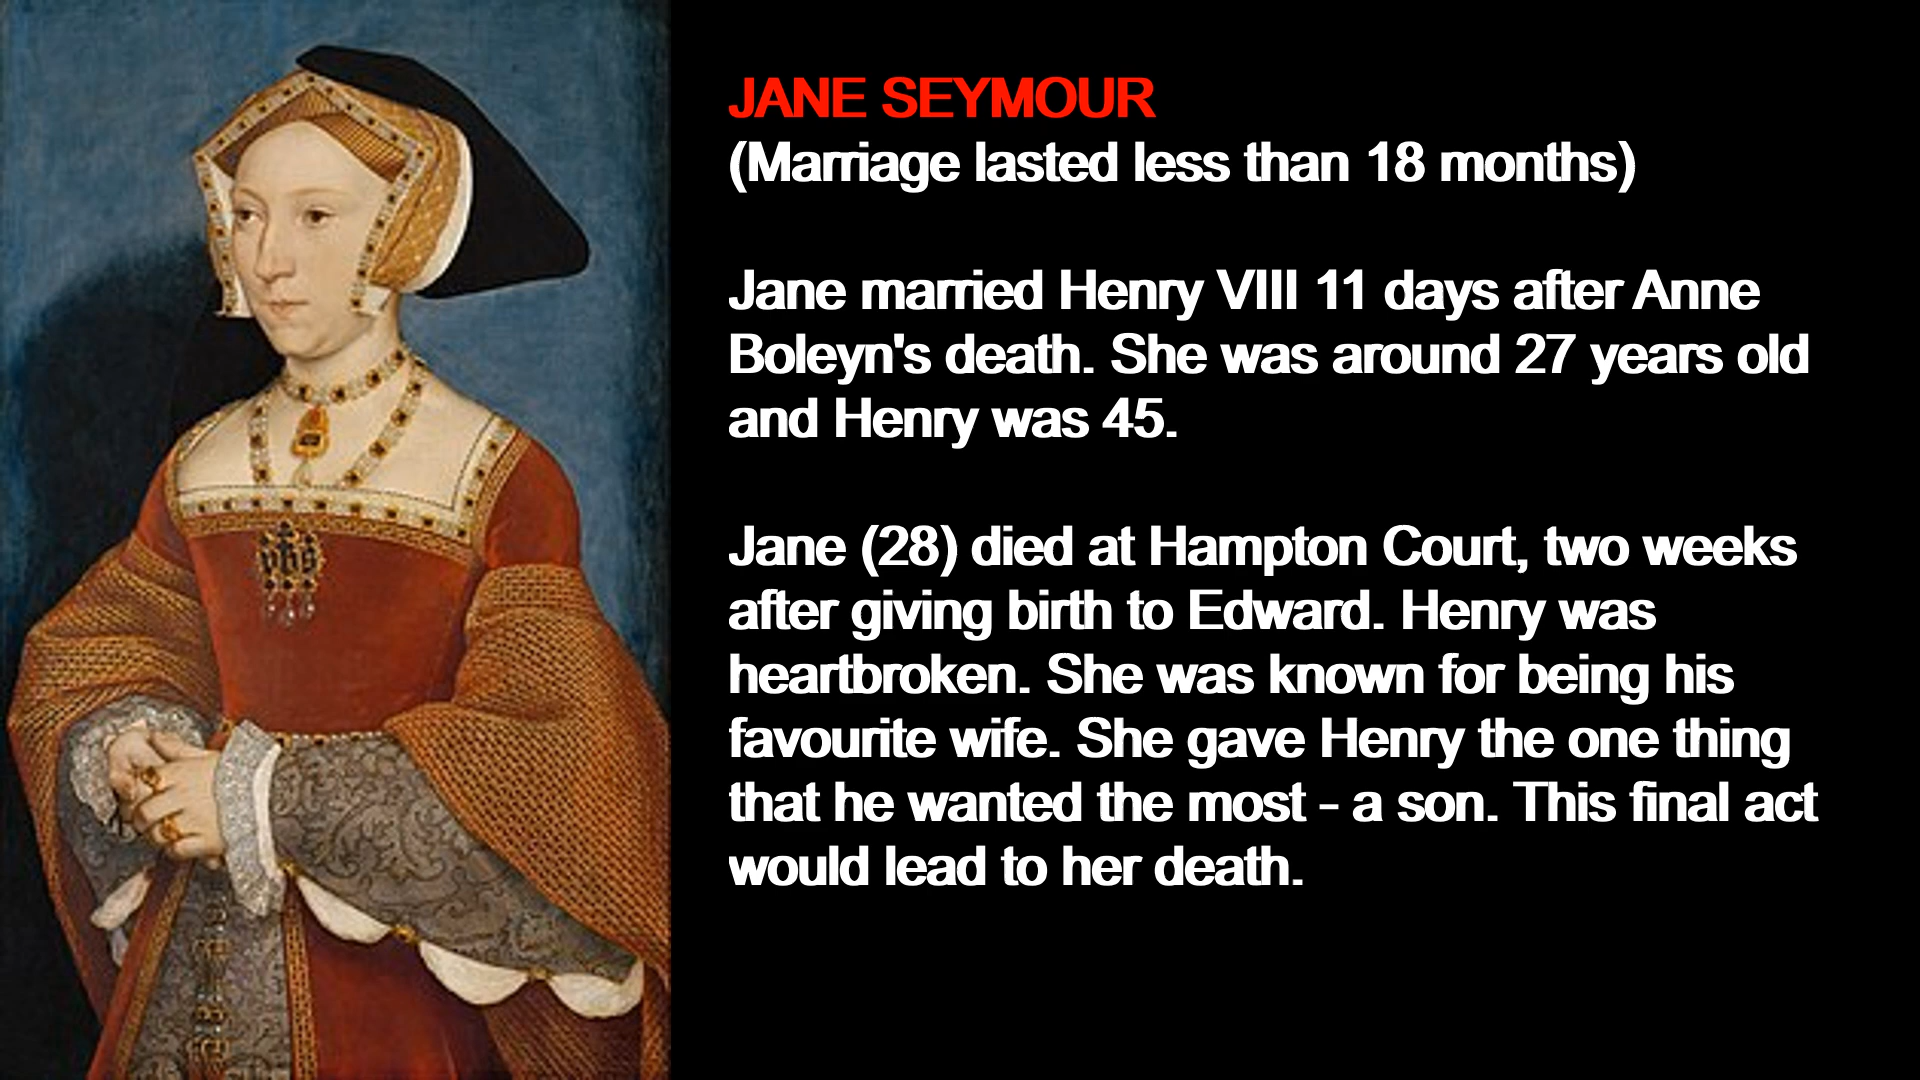 JANE SEYMOUR
(Marriage lasted less than 18 months)
Jane married Henry VIII 11 days after Anne
Boleyn's death. She was around 27 years old
and Henry was 45.
Jane (28) died at Hampton Court, two weeks
after giving birth to Edward. Henry was
heartbroken. She was known for being his
favourite wife. She gave Henry the one thing
that he wanted the most - a son. This final act
would lead to her death.